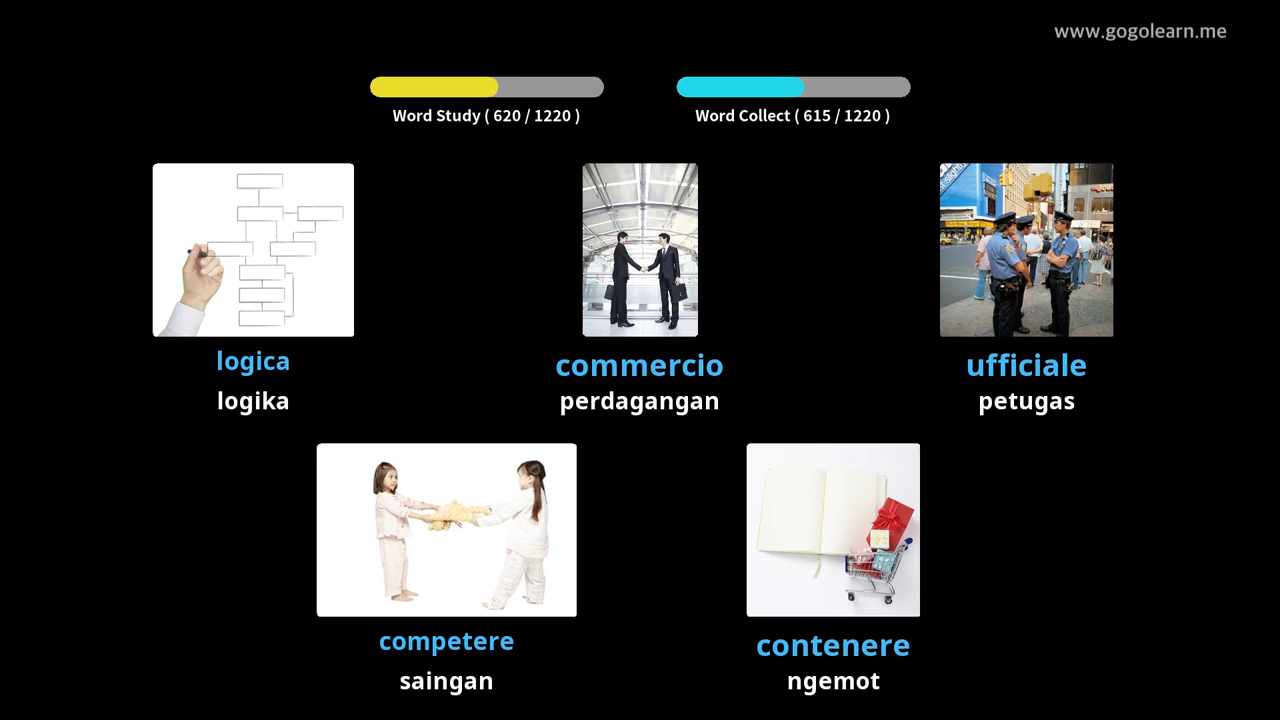 www.gogolearn.me
Word Study ( 620 / 1220 )
Word Collect ( 615 / 1220 )
logica
logika
commercio
perdagangan
ufficiale
petugas
competere
saingan
contenere
ngemot